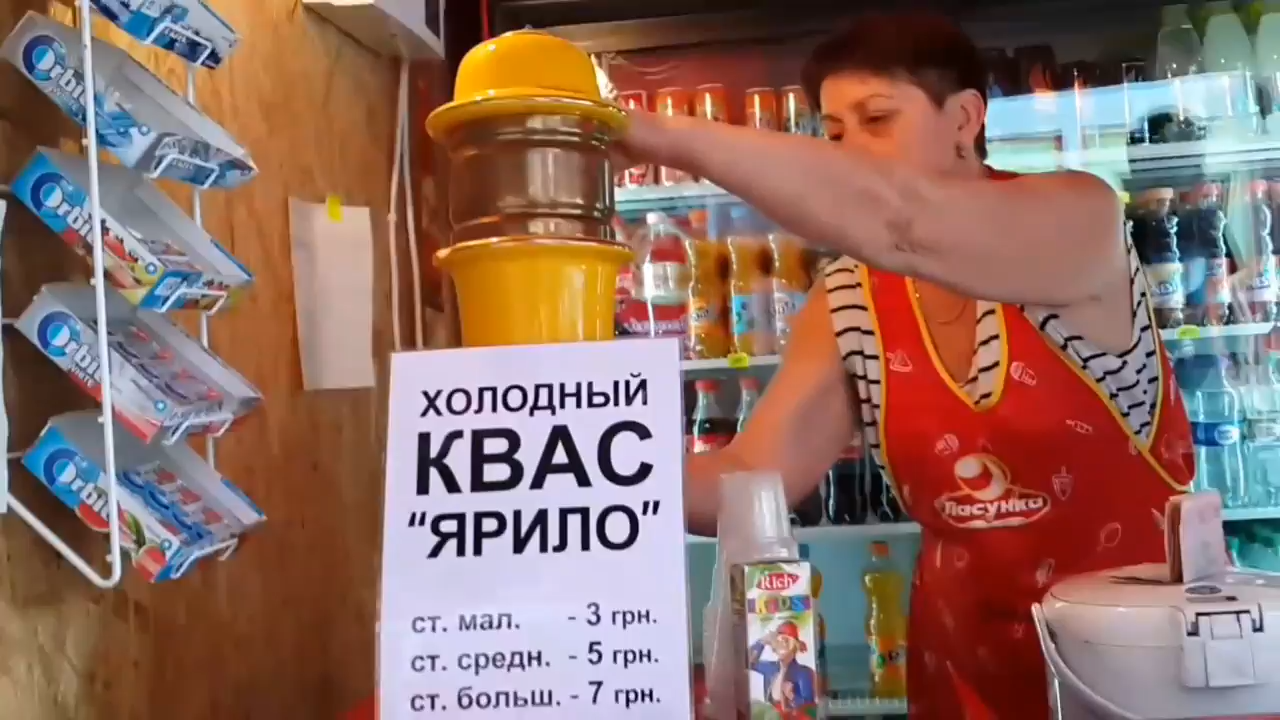 Orbit
Orbit
Orbit
WHITE
Orbit
ХОЛОДНЫЙ
КВАС
“ЯРИЛО”
ст. мал. - 3 грн.
ст. средн. - 5 грн.
ст. больш. - 7 грн.
Ласунка
Rich
KIDS